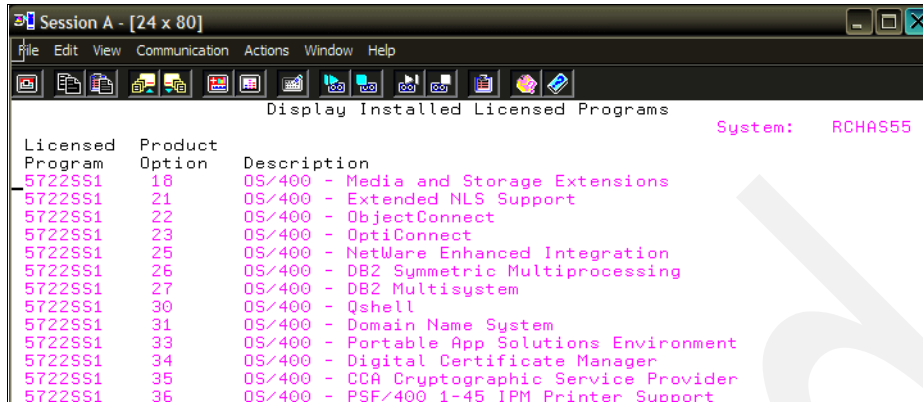 Session A - [24 x 80]
File Edit View Communication Actions Window Help
Display Installed Licensed Programs
System: RCHAS55
Licensed Product
Program Option Description
5722SS1 18 OS/400 - Media and Storage Extensions
5722SS1 21 OS/400 - Extended NLS Support
5722SS1 22 OS/400 - ObjectConnect
5722SS1 23 OS/400 - OptiConnect
5722SS1 25 OS/400 - NetWare Enhanced Integration
5722SS1 26 OS/400 - DB2 Symmetric Multiprocessing
5722SS1 27 OS/400 - DB2 Multisystem
5722SS1 30 OS/400 - Qshell
5722SS1 31 OS/400 - Domain Name System
5722SS1 33 OS/400 - Portable App Solutions Environment
5722SS1 34 OS/400 - Digital Certificate Manager
5722SS1 35 OS/400 - CCA Cryptographic Service Provider
5722SS1 36 OS/400 - PSF/400 1-45 IPM Printer Support